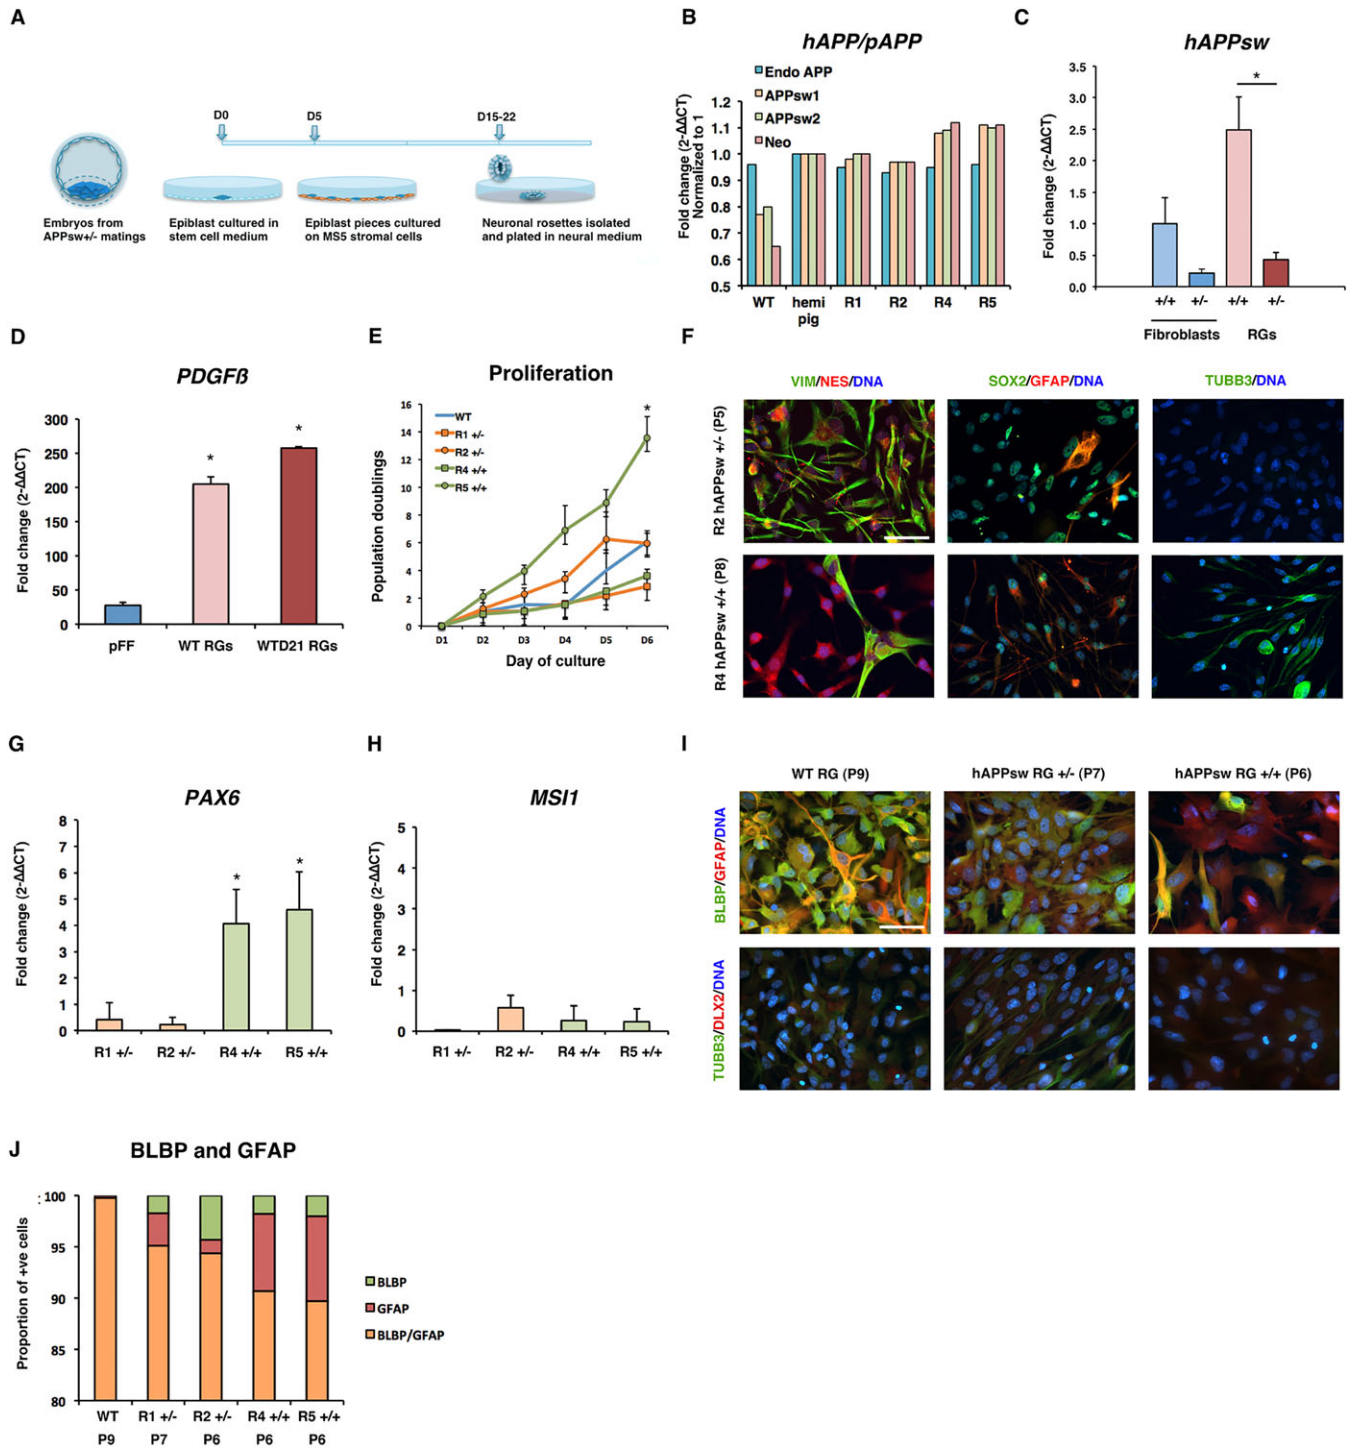 A
D0
D5
D15-22
Embryos from
APPsw+/- matings
Epiblast cultured in
stem cell medium
Epiblast pieces cultured
on MS5 stromal cells
Neuronal rosettes isolated
and plated in neural medium
B
hAPP/pAPP
Endo APP
APPsw1
APPsw2
Neo
Fold change (2-ΔΔCT)
Normalized to 1
1.2
1.1
1.0
0.9
0.8
0.7
0.6
0.5
WT
hemi
pig
R1
R2
R4
R5
C
hAPPsw
Fold change (2-ΔΔCT)
3.5
3.0
2.5
2.0
1.5
1.0
0.5
0.0
*
+/+
+/-
+/+
+/-
Fibroblasts
RGs
D
PDGFß
Fold change (2-ΔΔCT)
300
250
200
150
100
50
0
*
*
pFF
WT RGs
WTD21 RGs
E
Proliferation
WT
R1 +/-
R2 +/-
R4 +/+
R5 +/+
Population doublings
16
14
12
10
8
6
4
2
0
*
D1
D2
D3
D4
D5
D6
Day of culture
F
VIM/NES/DNA
SOX2/GFAP/DNA
TUBB3/DNA
R2 hAPPsw +/- (P5)
R4 hAPPsw +/+ (P8)
G
PAX6
Fold change (2-ΔΔCT)
8
7
6
5
4
3
2
1
0
*
*
R1 +/-
R2 +/-
R4 +/+
R5 +/+
H
MSI1
Fold change (2-ΔΔCT)
5
4
3
2
1
0
R1 +/-
R2 +/-
R4 +/+
R5 +/+
I
WT RG (P9)
hAPPsw RG +/- (P7)
hAPPsw RG +/+ (P6)
BLBP/GFAP/DNA
TUBB3/DLX2/DNA
J
BLBP and GFAP
Proportion of +ve cells
: 100
95
90
85
80
BLBP
GFAP
BLBP/GFAP
WT
R1 +/-
R2 +/-
R4 +/+
R5 +/+
P9
P7
P6
P6
P6